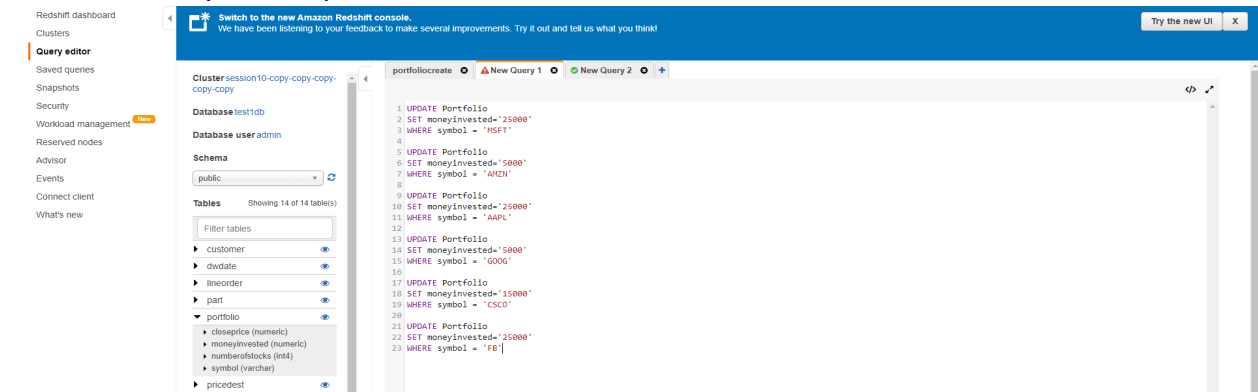 Redshift dashboard
Clusters
Query editor
Saved queries
Snapshots
Security
Workload management New
Reserved nodes
Advisor
Events
Connect client
What's new
Switch to the new Amazon Redshift console.
We have been listening to your feedback to make several improvements. Try it out and tell us what you think!
Try the new UI X
Cluster session10-copy-copy-copy-
copy-copy
Database test1db
Database user admin
Schema
public
Tables Showing 14 of 14 table(s)
Filter tables
customer
dwdate
lineorder
part
portfolio
closeprice (numeric)
moneyinvested (numeric)
numberofstocks (int4)
symbol (varchar)
pricedest
portfoliocreate New Query 1 New Query 2 +
1 UPDATE Portfolio
2 SET moneyinvested='25000'
3 WHERE symbol = 'MSFT'
4
5 UPDATE Portfolio
6 SET moneyinvested='5000'
7 WHERE symbol = 'AMZN'
8
9 UPDATE Portfolio
10 SET moneyinvested='25000'
11 WHERE symbol = 'AAPL'
12
13 UPDATE Portfolio
14 SET moneyinvested='5000'
15 WHERE symbol = 'GOOG'
16
17 UPDATE Portfolio
18 SET moneyinvested='15000'
19 WHERE symbol = 'CSCO'
20
21 UPDATE Portfolio
22 SET moneyinvested='25000'
23 WHERE symbol = 'FB'